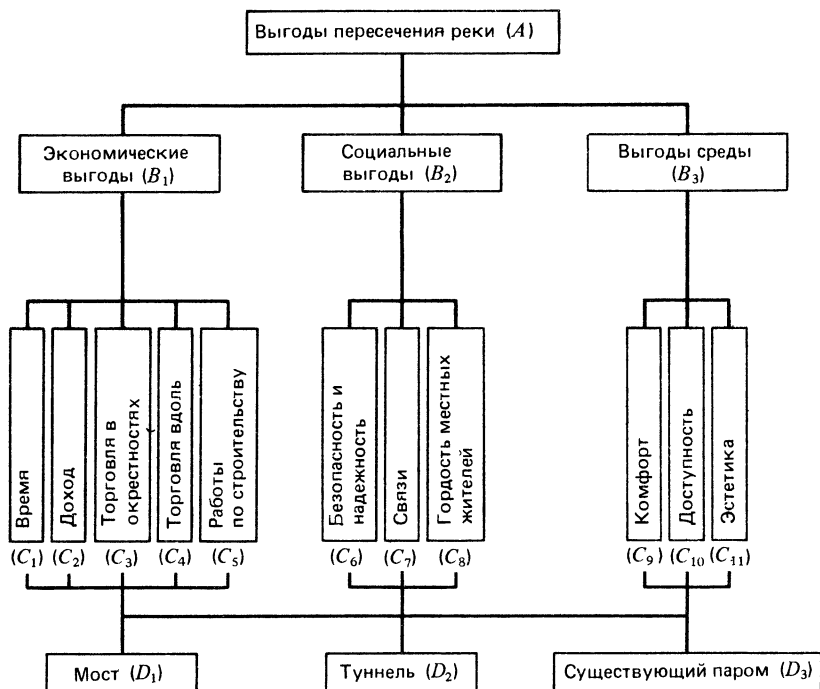 Выгоды пересечения реки (A)
Экономические
выгоды (B₁)
Социальные
выгоды (B₂)
Выгоды среды
(B₃)
Время
Доход
Торговля в
окрестностях
Торговля вдоль
Работы
по строительству
Безопасность и
надежность
Связи
Гордость местных
жителей
Комфорт
Доступность
Эстетика
(C₁) (C₂) (C₃) (C₄) (C₅) (C₆) (C₇) (C₈) (C₉) (C₁₀) (C₁₁)
Мост (D₁)
Туннель (D₂)
Существующий паром (D₃)